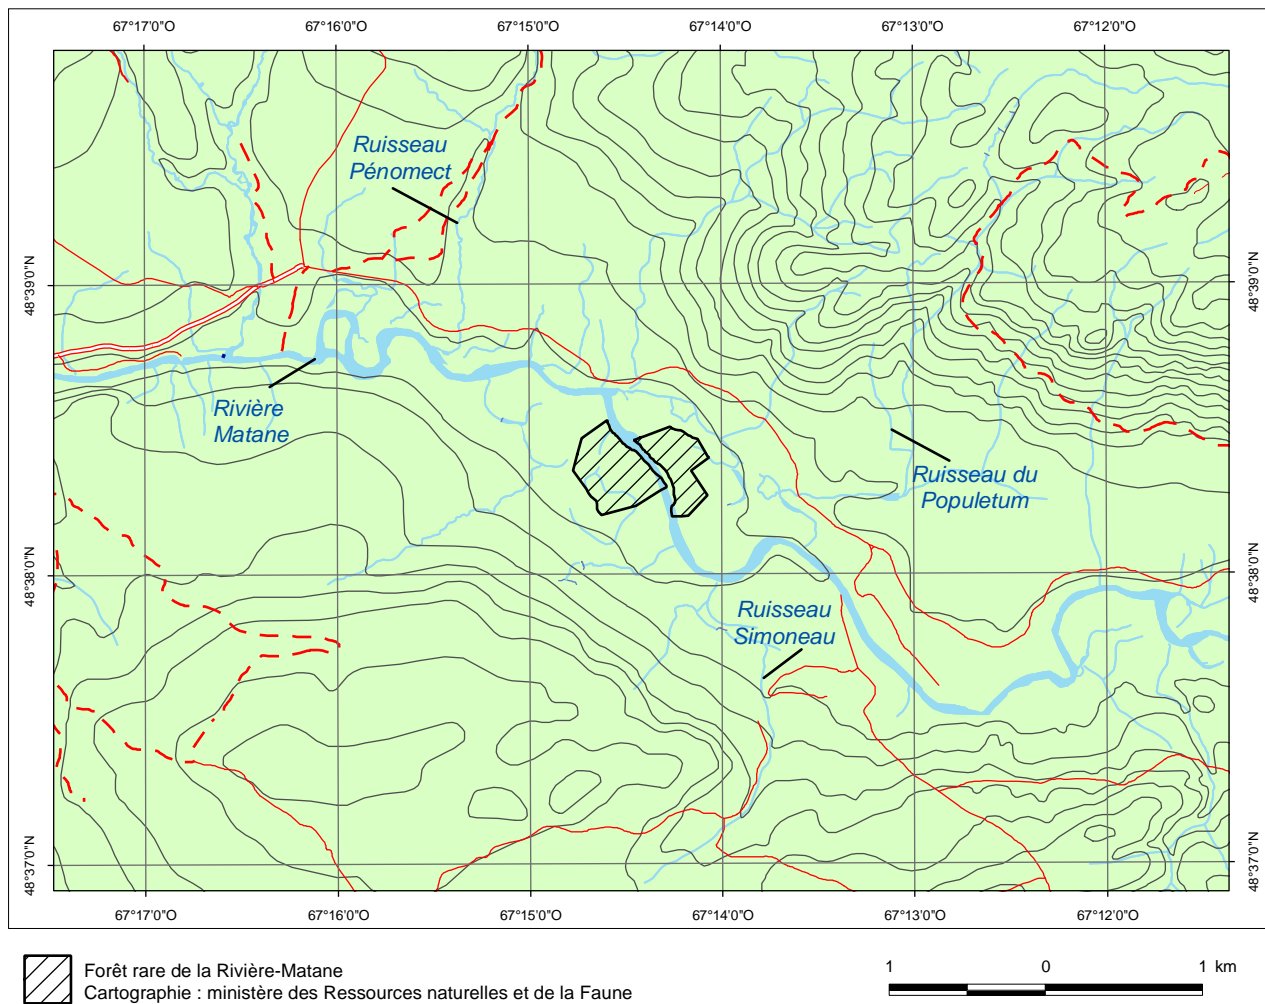 67°17'0"O 67°16'0"O 67°15'0"O 67°14'0"O 67°13'0"O 67°12'0"O
Ruisseau
Pénomect
48°39'0"N
48°39'0"N
Rivière
Matane
Ruisseau du
Populetum
48°38'0"N
48°38'0"N
Ruisseau
Simoneau
48°37'0"N
48°37'0"N
67°17'0"O 67°16'0"O 67°15'0"O 67°14'0"O 67°13'0"O 67°12'0"O
Forêt rare de la Rivière-Matane
Cartographie : ministère des Ressources naturelles et de la Faune
1 0 1 km